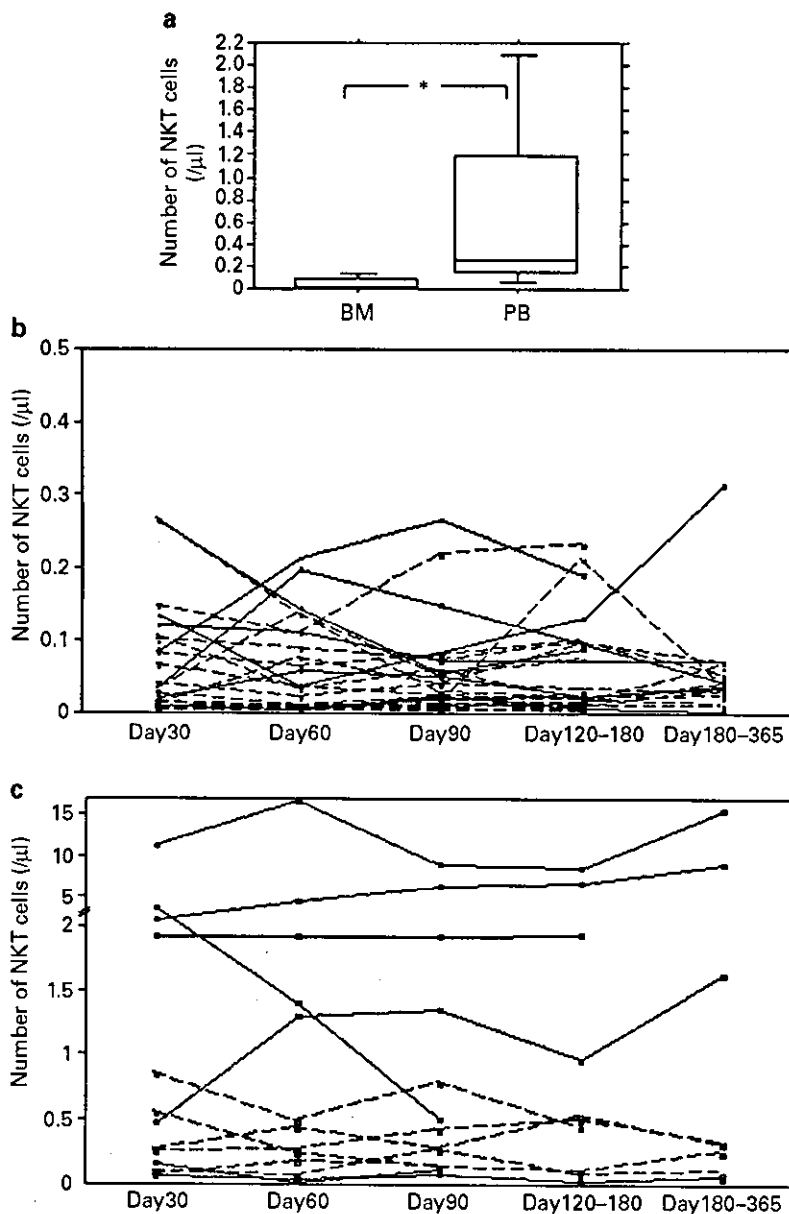 a
Number of NKT cells
(/μl)
2.2
2.0
1.8
1.6
1.4
1.2
1.0
0.8
0.6
0.4
0.2
0
*
BM
PB
b
Number of NKT cells (/μl)
0.5
0.4
0.3
0.2
0.1
0
Day30
Day60
Day90
Day120–180
Day180–365
c
Number of NKT cells (/μl)
15
10
5
2
1.5
1
0.5
0
Day30
Day60
Day90
Day120–180
Day180–365